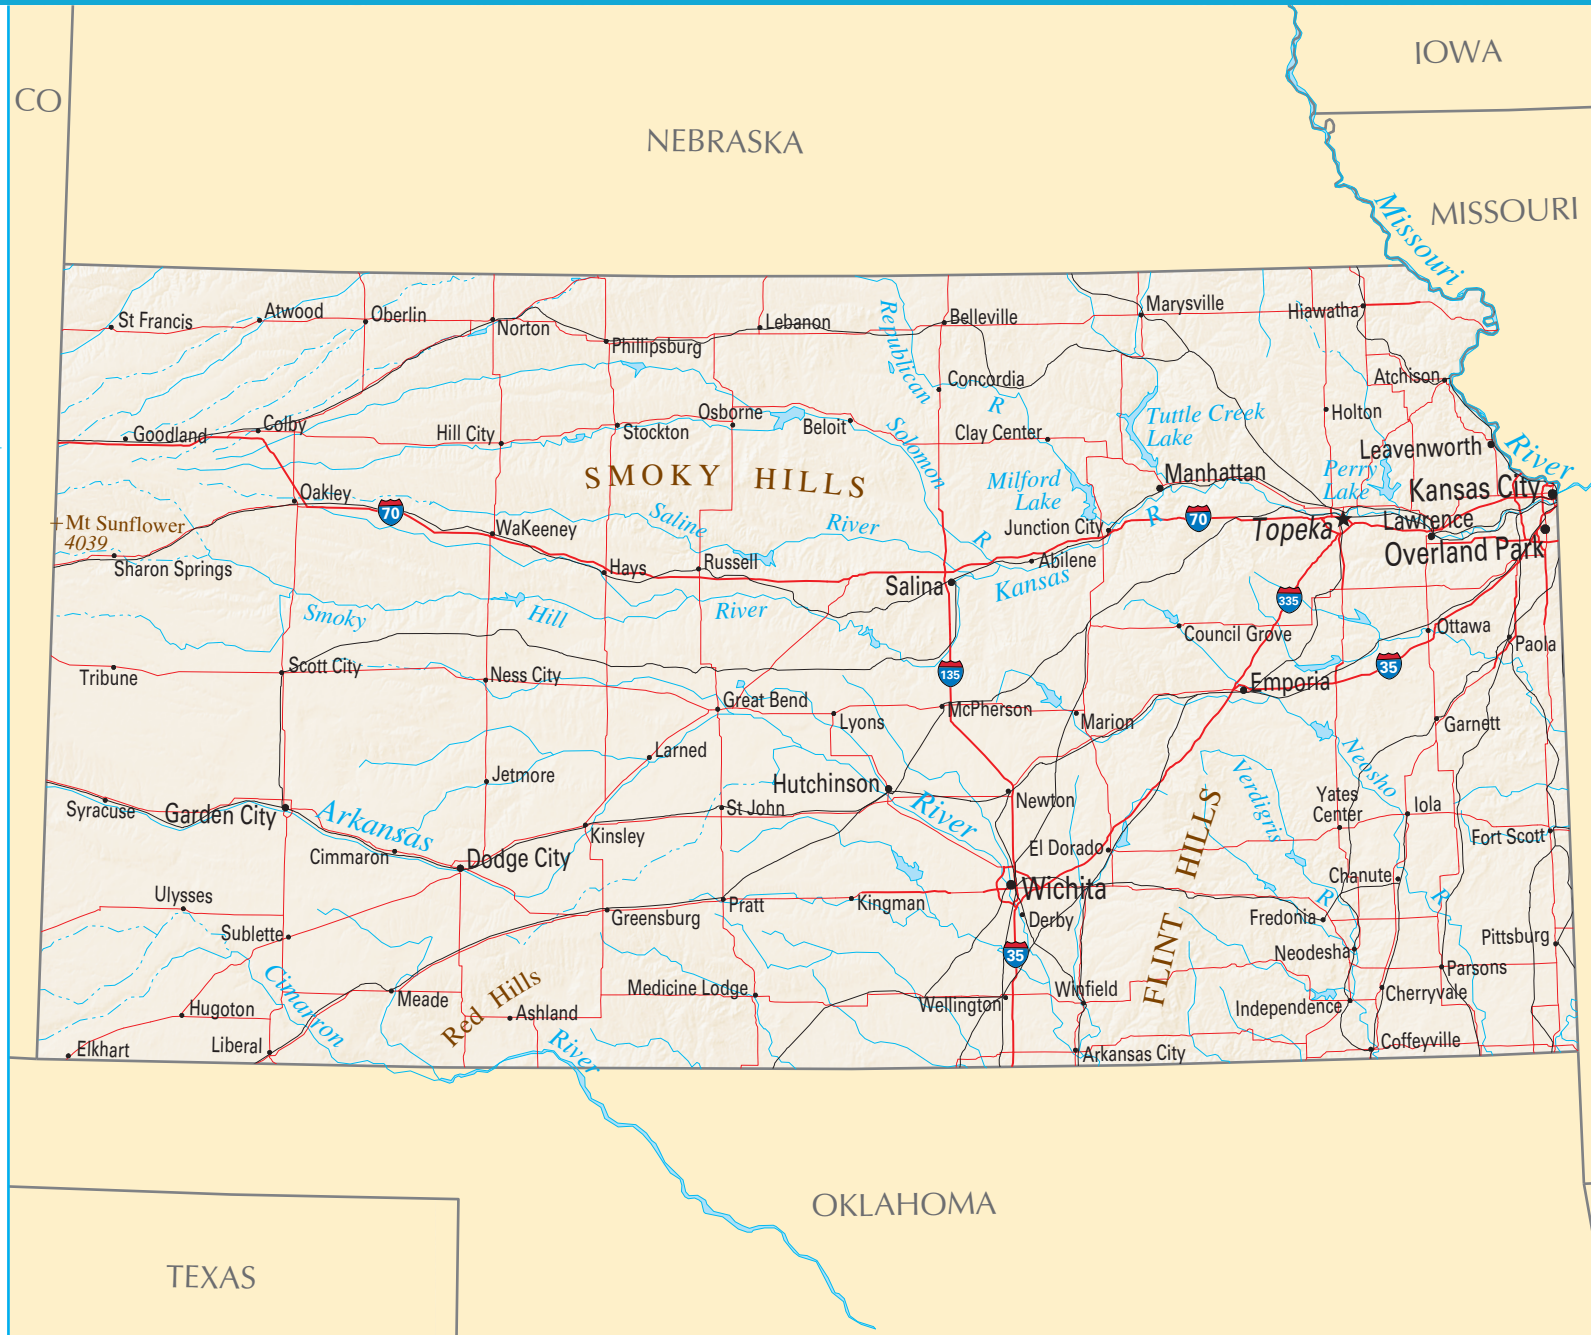 IOWA
CO
NEBRASKA
MISSOURI
Missouri
River
St Francis
Atwood
Oberlin
Norton
Phillipsburg
Lebanon
Republican
R
Belleville
Marysville
Hiawatha
Concordia
Atchison
Goodland
Colby
Hill City
Stockton
Osborne
Beloit
Solomon
R
Clay Center
Tuttle Creek
Lake
Holton
Leavenworth
SMOKY HILLS
Manhattan
Perry
Lake
Kansas City
Oakley
70
Milford
Lake
Mt Sunflower
4039
WaKeeney
Saline
River
Junction City
R
70
Topeka
Lawrence
Overland Park
Sharon Springs
Hays
Russell
Salina
Abilene
Kansas
335
Smoky
Hill
River
Council Grove
Ottawa
Paola
Tribune
Scott City
Ness City
135
35
Emporia
Great Bend
Lyons
McPherson
Marion
Garnett
Larned
Neosho
R
Jetmore
Hutchinson
Newton
Verdigris
R
Yates
Center
Iola
Syracuse
Garden City
Arkansas
River
St John
Kinsley
Fort Scott
Cimmaron
Dodge City
El Dorado
FLINT HILLS
Chanute
Ulysses
Wichita
Greensburg
Pratt
Kingman
Derby
Fredonia
Sublette
35
Neodesha
Pittsburg
Parsons
Cimarron
River
Meade
Red Hills
Medicine Lodge
Wellington
Winfield
Independence
Cherryvale
Hugoton
Ashland
Elkhart
Liberal
Arkansas City
Coffeyville
OKLAHOMA
TEXAS